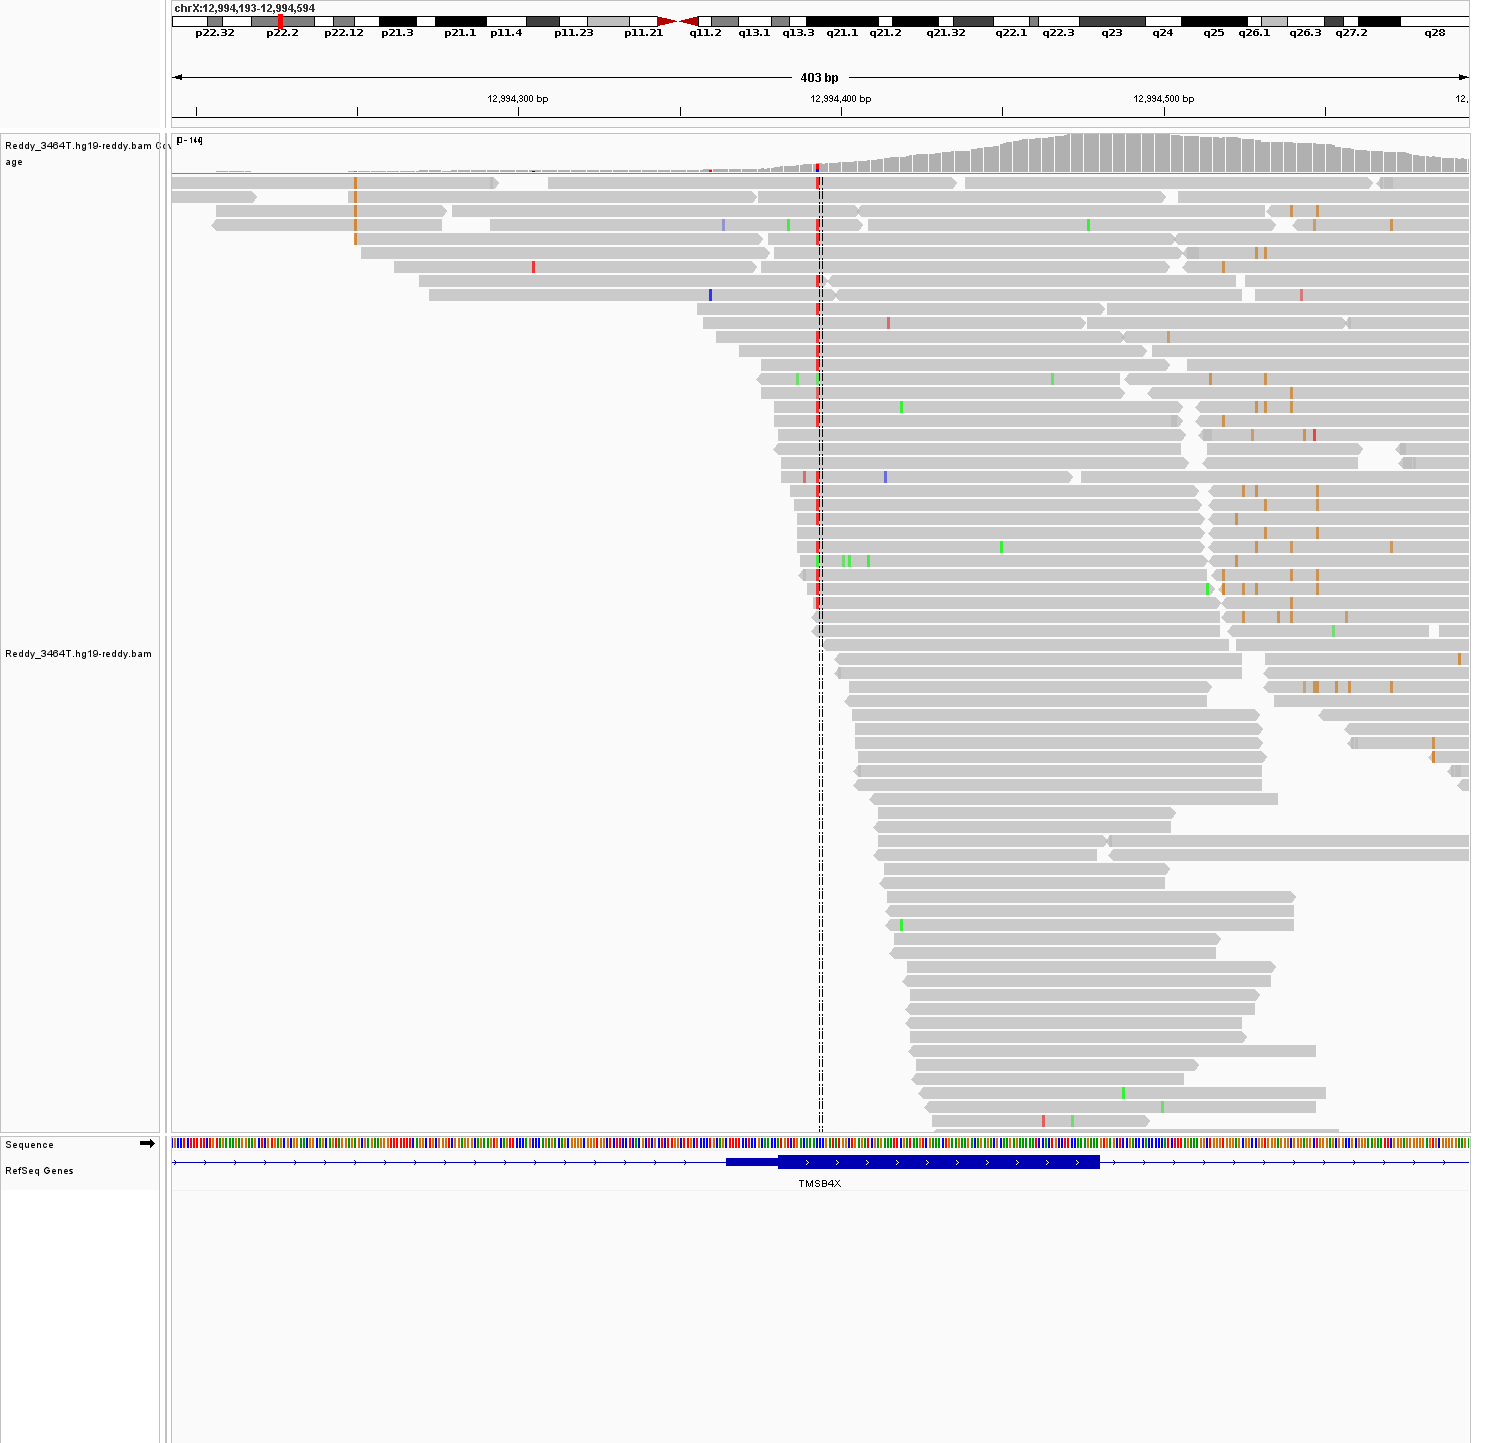 chrX:12,994,193-12,994,594
p22.32 p22.2 p22.12 p21.3 p21.1 p11.4 p11.23 p11.21 q11.2 q13.1 q13.3 q21.1 q21.2 q21.32 q22.1 q22.3 q23 q24 q25 q26.1 q26.3 q27.2 q28
403 bp
12,994,300 bp 12,994,400 bp 12,994,500 bp 12,
Reddy_3464T.hg19-reddy.bam Cov
age
[0 - 144]
Reddy_3464T.hg19-reddy.bam
Sequence
RefSeq Genes
TMSB4X